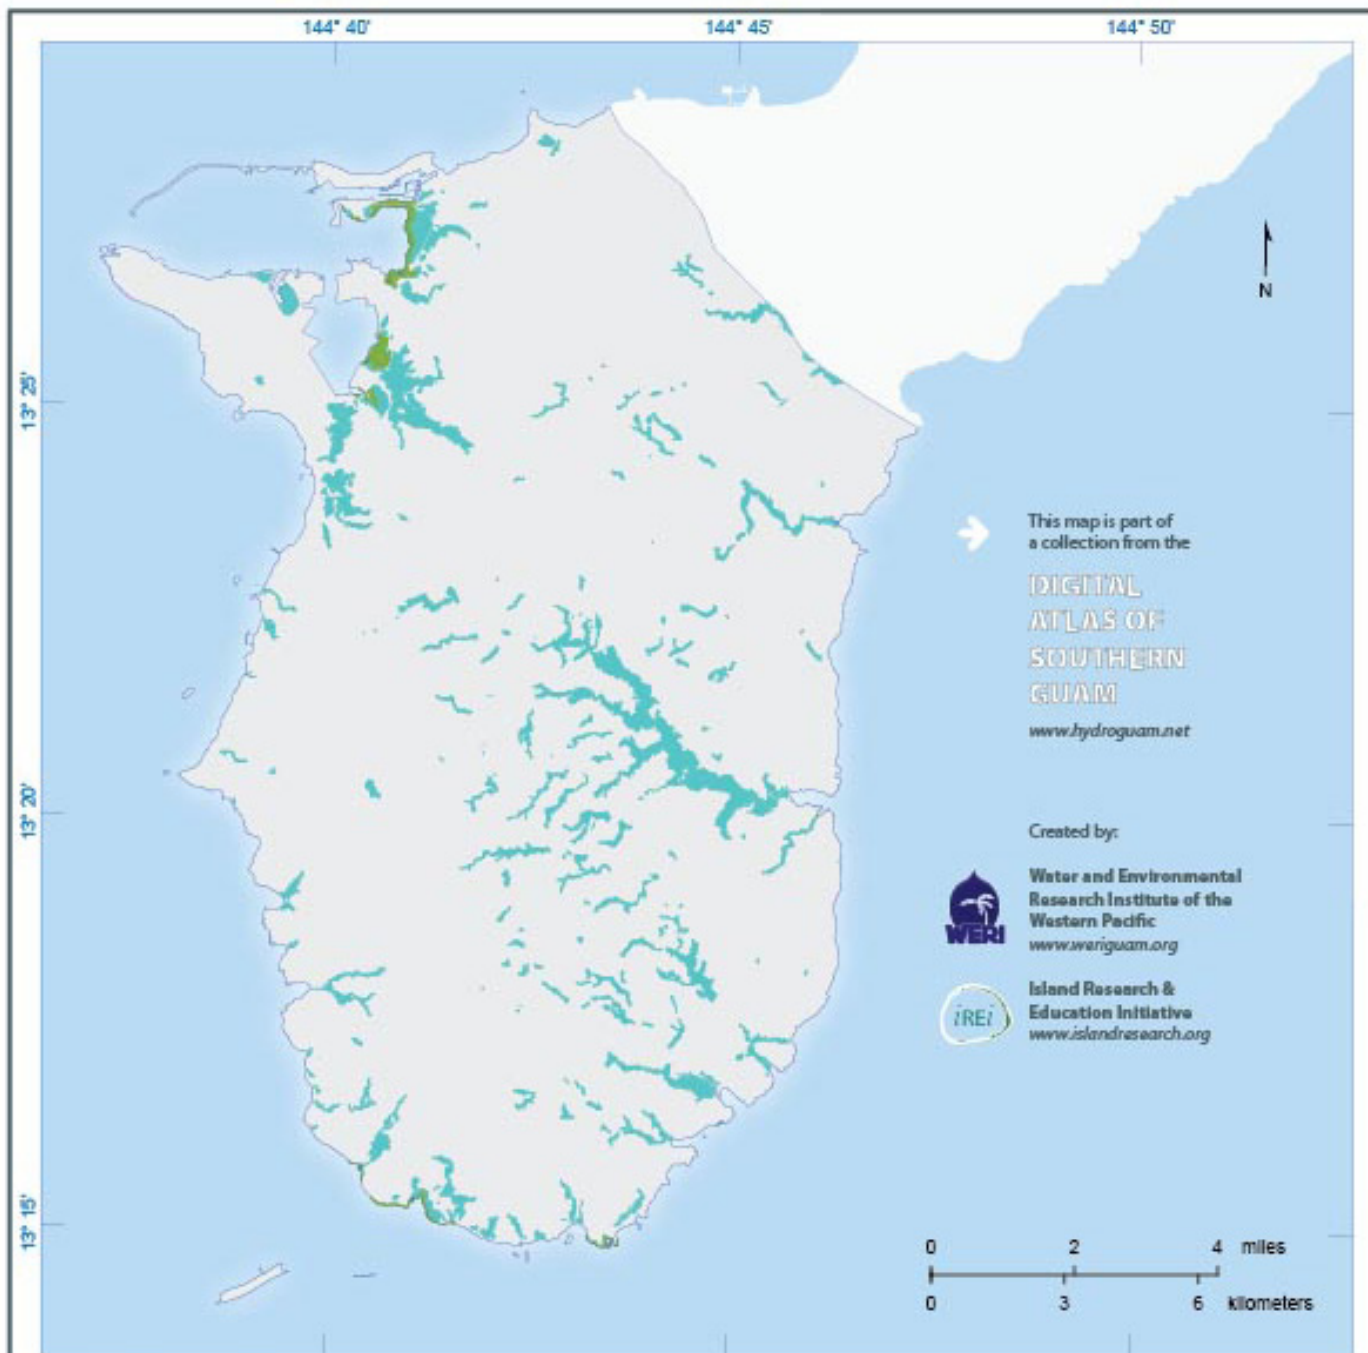 144° 40'
144° 45'
144° 50'
N
13° 25'
This map is part of
a collection from the
DIGITAL
ATLAS OF
SOUTHERN
GUAM
www.hydroguam.net
13° 20'
Created by:
WERI
Water and Environmental
Research Institute of the
Western Pacific
www.weriguam.org
iREi
Island Research &
Education Initiative
www.islandresearch.org
13° 15'
0 2 4 miles
0 3 6 kilometers